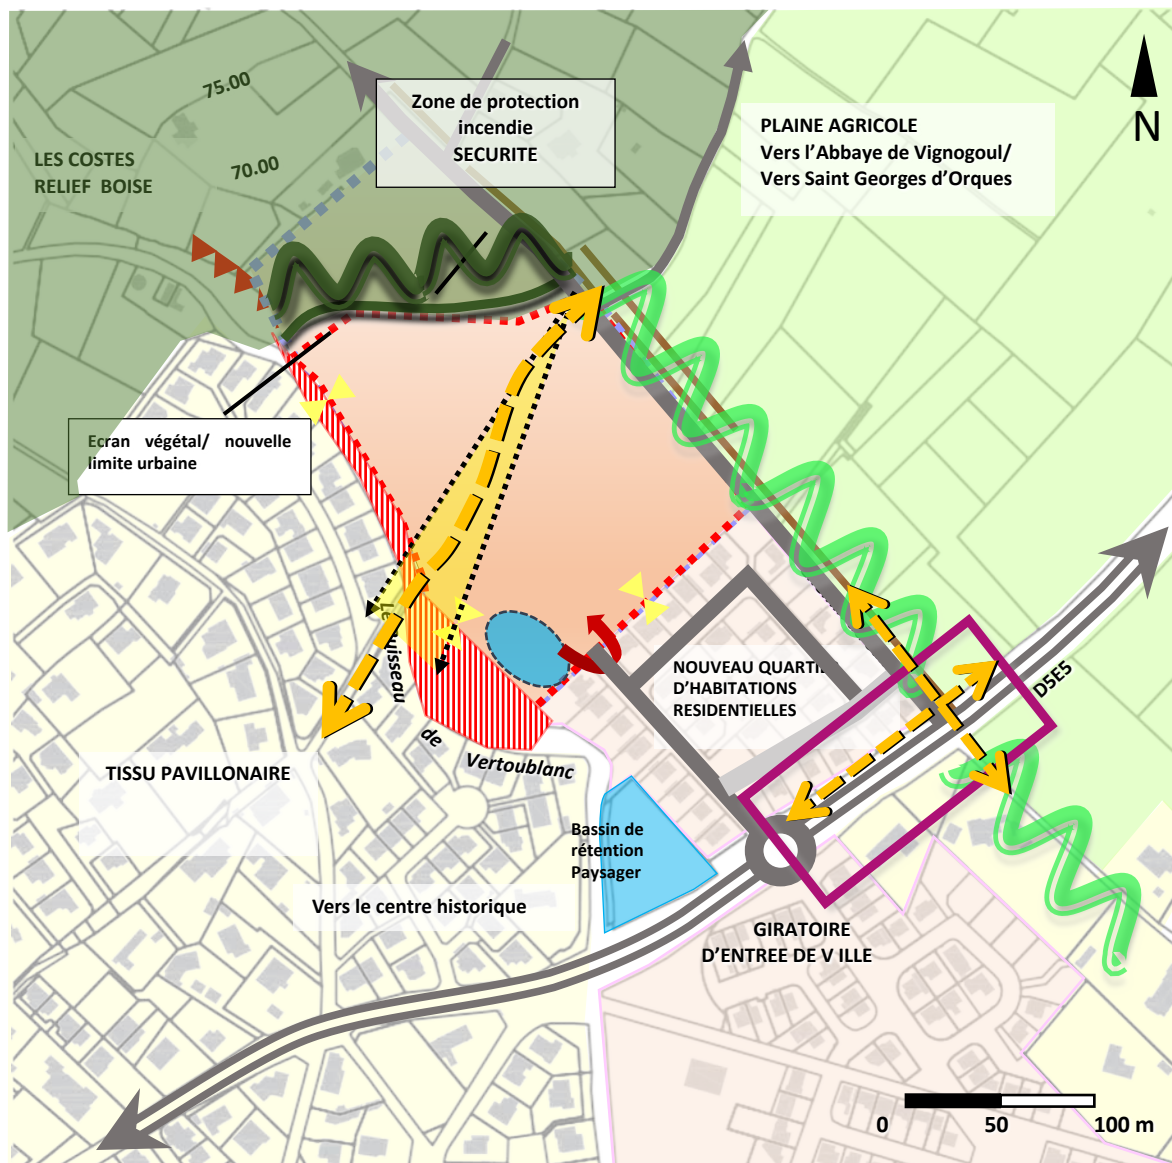 75.00
Zone de protection
incendie
SECURITE
PLAINE AGRICOLE
Vers l'Abbaye de Vignogoul/
Vers Saint Georges d'Orques
N
LES COSTES
RELIEF BOISE
70.00
Ecran végétal/ nouvelle
limite urbaine
Le ruisseau
de
Vertoublanc
NOUVEAU QUARTI
D'HABITATIONS
RESIDENTIELLES
D5E5
TISSU PAVILLONAIRE
Bassin de
rétention
Paysager
Vers le centre historique
GIRATOIRE
D'ENTREE DE V ILLE
0 50 100 m